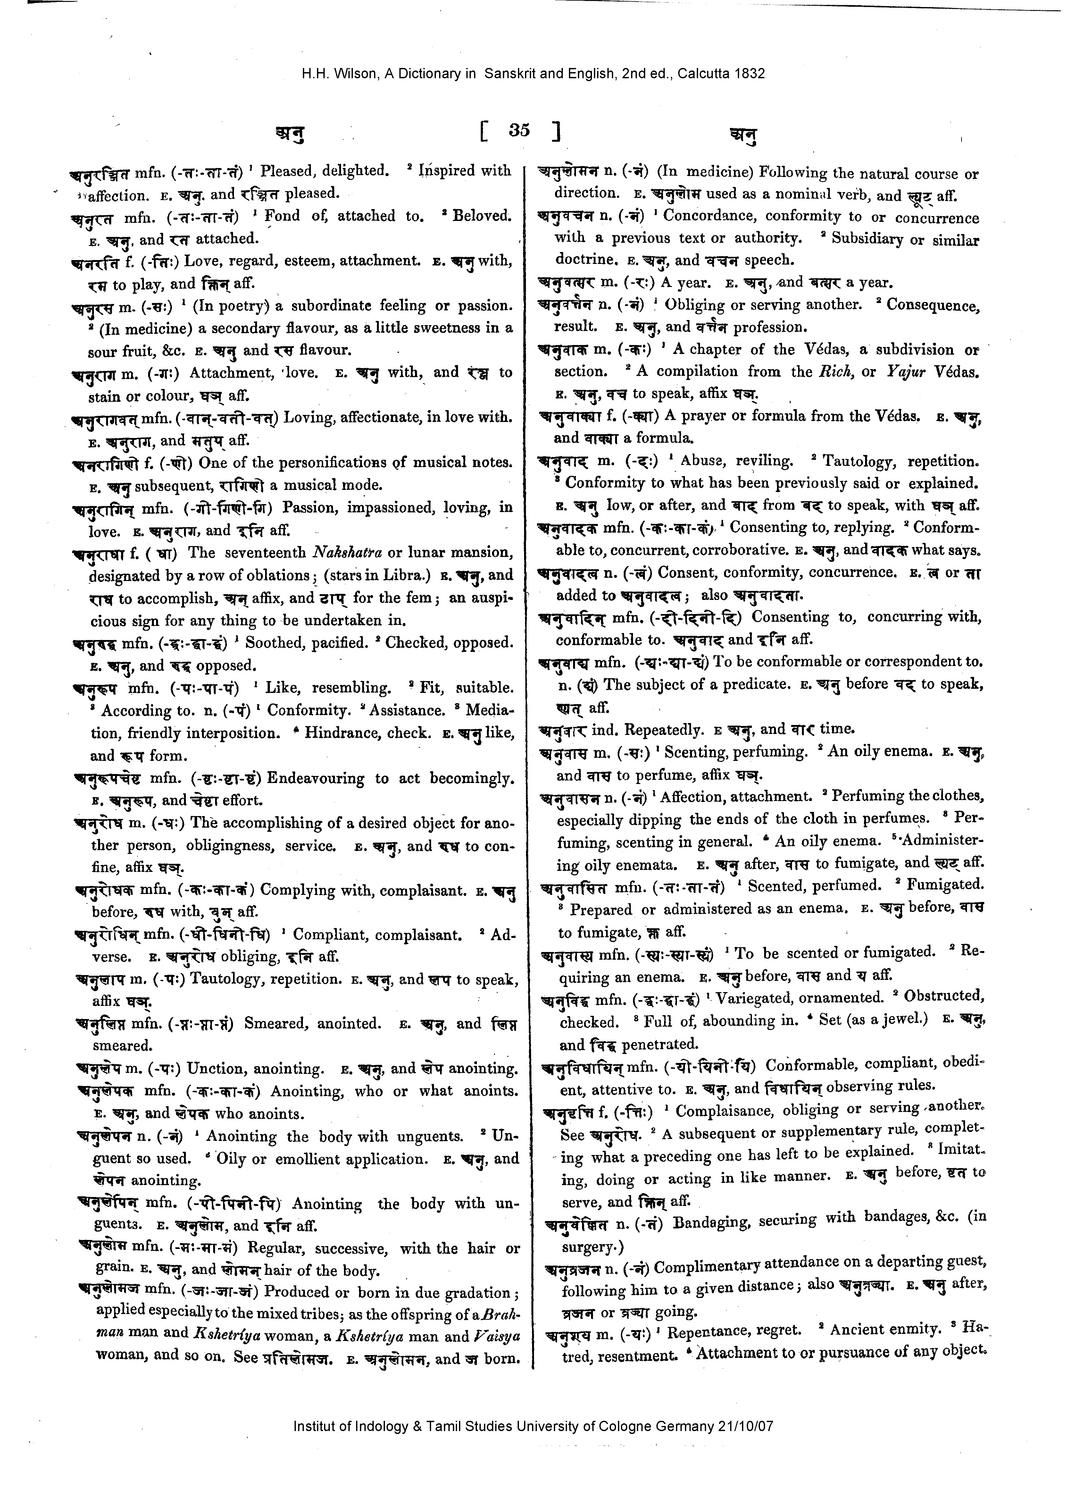 H.H. Wilson, A Dictionary in Sanskrit and English, 2nd ed., Calcutta 1832
अनु [ 35 ] अनु
अनुरञ्जित mfn. (-तः-ता-तं) ¹ Pleased, delighted. ² Inspired with
affection. E. अनु, and रञ्जित pleased.
अनुरत mfn. (-तः-ता-तं) ¹ Fond of, attached to. ² Beloved.
E. अनु, and रत attached.
अनुरति f. (-तिः) Love, regard, esteem, attachment. E. अनु with,
रम to play, and क्तिन् aff.
अनुरस m. (-सः) ¹ (In poetry) a subordinate feeling or passion.
² (In medicine) a secondary flavour, as a little sweetness in a
sour fruit, &c. E. अनु and रस flavour.
अनुराग m. (-गः) Attachment, love. E. अनु with, and रंज to
stain or colour, घञ् aff.
अनुरागवत् mfn. (-वान्-वती-वत्) Loving, affectionate, in love with.
E. अनुराग, and मतुप् aff.
अनुरागिणी f. (-णी) One of the personifications of musical notes.
E. अनु subsequent, रागिणी a musical mode.
अनुरागिन् mfn. (-गी-गिणी-गि) Passion, impassioned, loving, in
love. E. अनुराग, and इनि aff.
अनुराधा f. ( धा) The seventeenth Nakshatra or lunar mansion,
designated by a row of oblations; (stars in Libra.) E. अनु, and
राध to accomplish, अन् affix, and टाप् for the fem; an auspi-
cious sign for any thing to be undertaken in.
अनुरुद्ध mfn. (-द्धः-द्धा-द्धं) ¹ Soothed, pacified. ² Checked, opposed.
E. अनु, and रुद्ध opposed.
अनुरूप mfn. (-पः-पा-पं) ¹ Like, resembling. ² Fit, suitable.
³ According to. n. (-पं) ¹ Conformity. ² Assistance. ³ Media-
tion, friendly interposition. ⁴ Hindrance, check. E. अनु like,
and रूप form.
अनुरूपचेष्ट mfn. (-ष्टः-ष्टा-ष्टं) Endeavouring to act becomingly.
E. अनुरूप, and चेष्टा effort.
अनुरोध m. (-धः) The accomplishing of a desired object for ano-
ther person, obligingness, service. E. अनु, and रुध to con-
fine, affix घञ्.
अनुरोधक mfn. (-कः-का-कं) Complying with, complaisant. E. अनु
before, रुध with, वुन् aff.
अनुरोधिन् mfn. (-धी-धिनी-धि) ¹ Compliant, complaisant. ² Ad-
verse. E. अनुरोध obliging, इनि aff.
अनुलाप m. (-पः) Tautology, repetition. E. अनु, and लप to speak,
affix घञ्.
अनुलिप्त mfn. (-प्तः-प्ता-प्तं) Smeared, anointed. E. अनु, and लिप्त
smeared.
अनुलेप m. (-पः) Unction, anointing. E. अनु, and लेप anointing.
अनुलेपक mfn. (-कः-का-कं) Anointing, who or what anoints.
E. अनु, and लेपक who anoints.
अनुलेपन n. (-नं) ¹ Anointing the body with unguents. ² Un-
guent so used. ³ Oily or emollient application. E. अनु, and
लेपन anointing.
अनुलेपिन् mfn. (-पी-पिनी-पि) Anointing the body with un-
guents. E. अनुलोम, and इनि aff.
अनुलोम mfn. (-मः-मा-मं) Regular, successive, with the hair or
grain. E. अनु, and लोमन् hair of the body.
अनुलोमज mfn. (-जः-जा-जं) Produced or born in due gradation;
applied especially to the mixed tribes; as the offspring of a Brah-
man man and Kshetríya woman, a Kshetríya man and Vaisya
woman, and so on. See प्रतिलोमज. E. अनुलोमन, and ज born.
अनुलोमन n. (-नं) (In medicine) Following the natural course or
direction. E. अनुलोम used as a nominal verb, and ल्युट् aff.
अनुवचन n. (-नं) ¹ Concordance, conformity to or concurrence
with a previous text or authority. ² Subsidiary or similar
doctrine. E. अनु, and वचन speech.
अनुवत्सर m. (-रः) A year. E. अनु, and वत्सर a year.
अनुवर्त्तन n. (-नं) ¹ Obliging or serving another. ² Consequence,
result. E. अनु, and वर्त्तन profession.
अनुवाक m. (-कः) ¹ A chapter of the Védas, a subdivision or
section. ² A compilation from the Rich, or Yajur Védas.
E. अनु, वच to speak, affix घञ्.
अनुवाक्या f. (-क्या) A prayer or formula from the Védas. E. अनु,
and वाक्या a formula.
अनुवाद् m. (-दः) ¹ Abuse, reviling. ² Tautology, repetition.
³ Conformity to what has been previously said or explained.
E. अनु low, or after, and वाद् from वद् to speak, with घञ् aff.
अनुवादक mfn. (-कः-का-कं) ¹ Consenting to, replying. ² Conform-
able to, concurrent, corroborative. E. अनु, and वादक what says.
अनुवादत्व n. (-त्वं) Consent, conformity, concurrence. E. त्व or ता
added to अनुवादत्व; also अनुवादता.
अनुवादिन् mfn. (-दी-दिनी-दि) Consenting to, concurring with,
conformable to. अनुवाद् and इनि aff.
अनुवाद्य mfn. (-द्यः-द्या-द्यं) To be conformable or correspondent to.
n. (द्यं) The subject of a predicate. E. अनु before वद् to speak,
ण्यत् aff.
अनुवार ind. Repeatedly. E अनु, and वार time.
अनुवास m. (-सः) ¹ Scenting, perfuming. ² An oily enema. E. अनु,
and वास to perfume, affix घञ्.
अनुवासन n. (-नं) ¹ Affection, attachment. ² Perfuming the clothes,
especially dipping the ends of the cloth in perfumes. ³ Per-
fuming, scenting in general. ⁴ An oily enema. ⁵ Administer-
ing oily enemata. E. अनु after, वास to fumigate, and ल्युट् aff.
अनुवासित mfn. (-तः-ता-तं) ¹ Scented, perfumed. ² Fumigated.
³ Prepared or administered as an enema. E. अनु before, वास
to fumigate, क्त aff.
अनुवास्य mfn. (-स्यः-स्या-स्यं) ¹ To be scented or fumigated. ² Re-
quiring an enema. E. अनु before, वास and य aff.
अनुविद्ध mfn. (-द्धः-द्धा-द्धं) ¹ Variegated, ornamented. ² Obstructed,
checked. ³ Full of, abounding in. ⁴ Set (as a jewel.) E. अनु,
and विद्ध penetrated.
अनुविधायिन् mfn. (-यी-यिनी-यि) Conformable, compliant, obedi-
ent, attentive to. E. अनु, and विधायिन् observing rules.
अनुवृत्ति f. (-त्तिः) ¹ Complaisance, obliging or serving another.
See अनुरोध. ² A subsequent or supplementary rule, complet-
ing what a preceding one has left to be explained. ³ Imitat-
ing, doing or acting in like manner. E. अनु before, वृत to
serve, and क्तिन् aff.
अनुवेल्लित n. (-तं) Bandaging, securing with bandages, &c. (in
surgery.)
अनुव्रजन n. (-नं) Complimentary attendance on a departing guest,
following him to a given distance; also अनुव्रज्या. E. अनु after,
व्रजन or व्रज्या going.
अनुशय m. (-यः) ¹ Repentance, regret. ² Ancient enmity. ³ Ha-
tred, resentment. ⁴ Attachment to or pursuance of any object.
Institut of Indology & Tamil Studies University of Cologne Germany 21/10/07